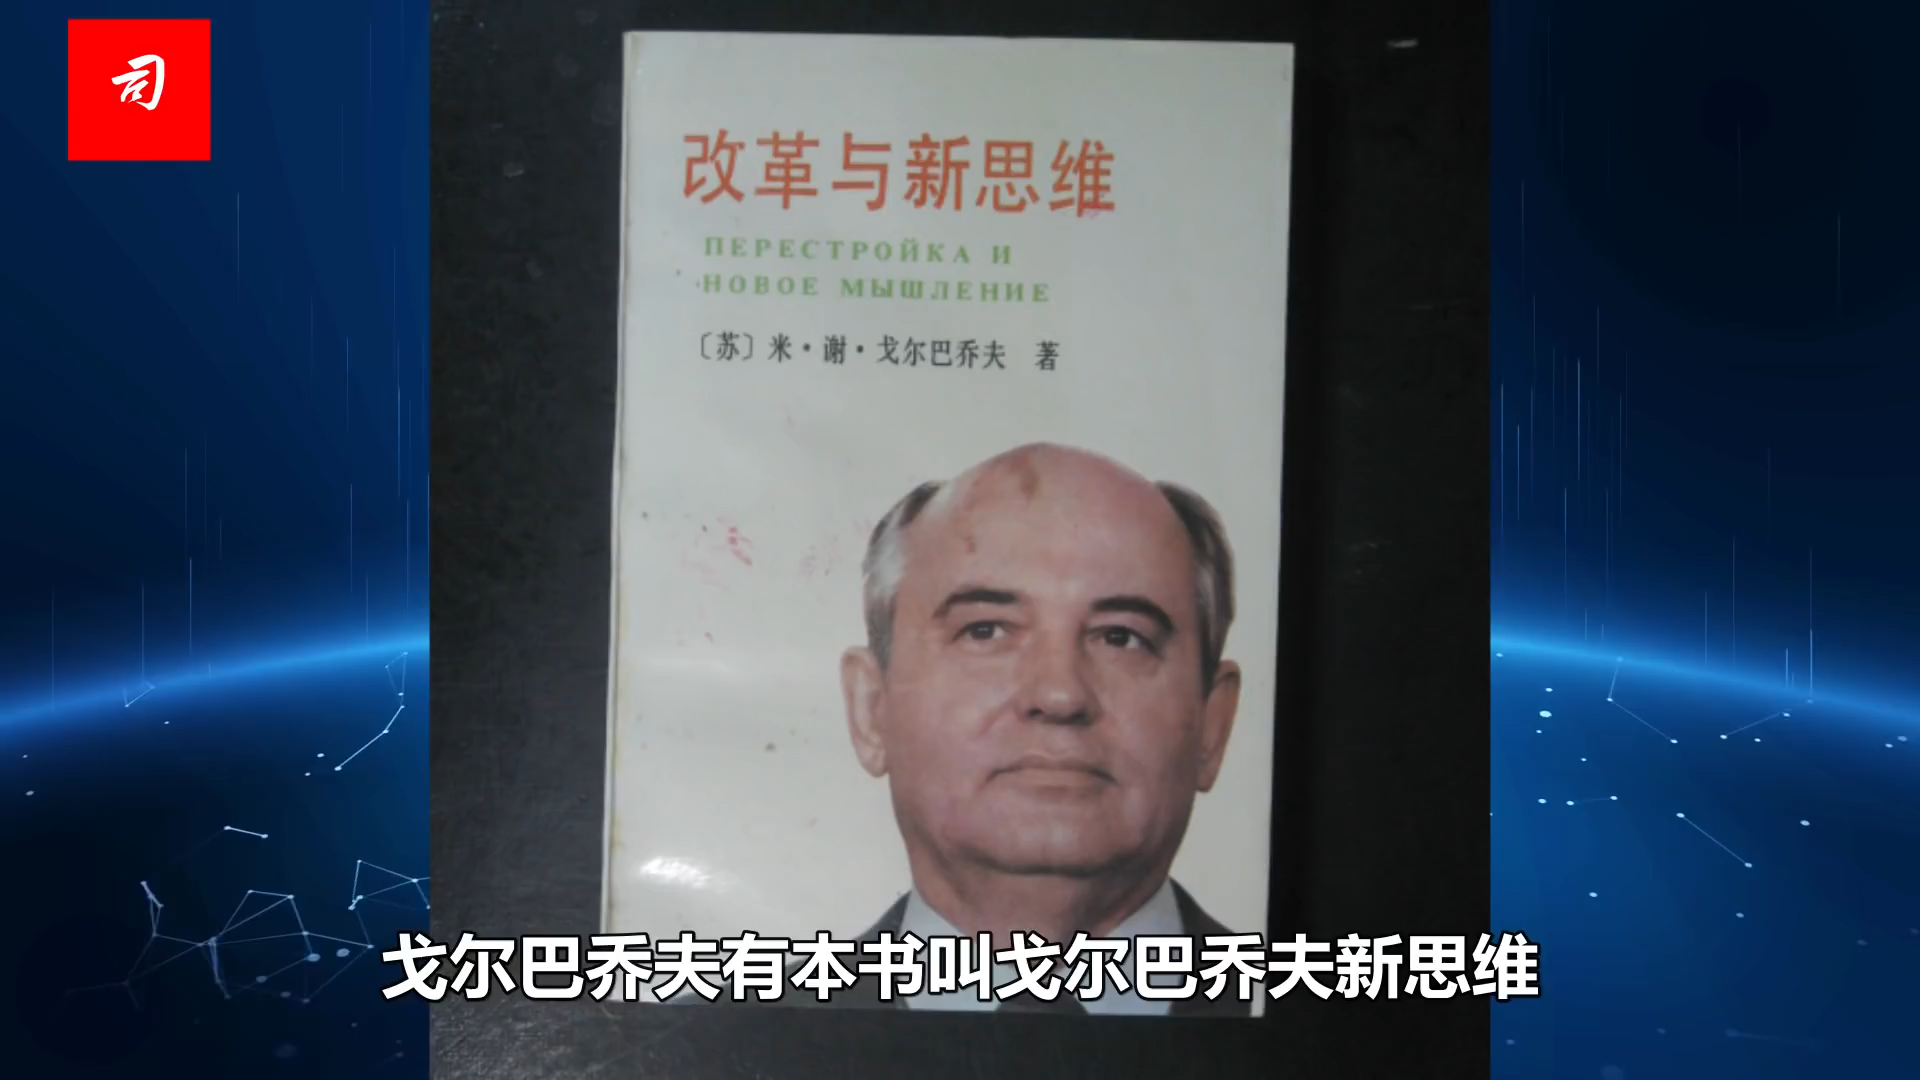 司
改革与新思维
ПЕРЕСТРОЙКА И
НОВОЕ МЫШЛЕНИЕ
〔苏〕米·谢·戈尔巴乔夫 著
戈尔巴乔夫有本书叫戈尔巴乔夫新思维